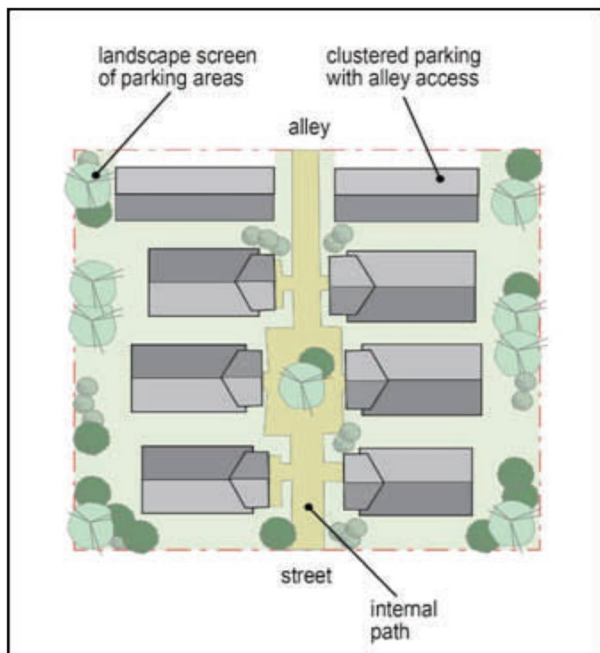 landscape screen
of parking areas
clustered parking
with alley access
alley
street
internal
path